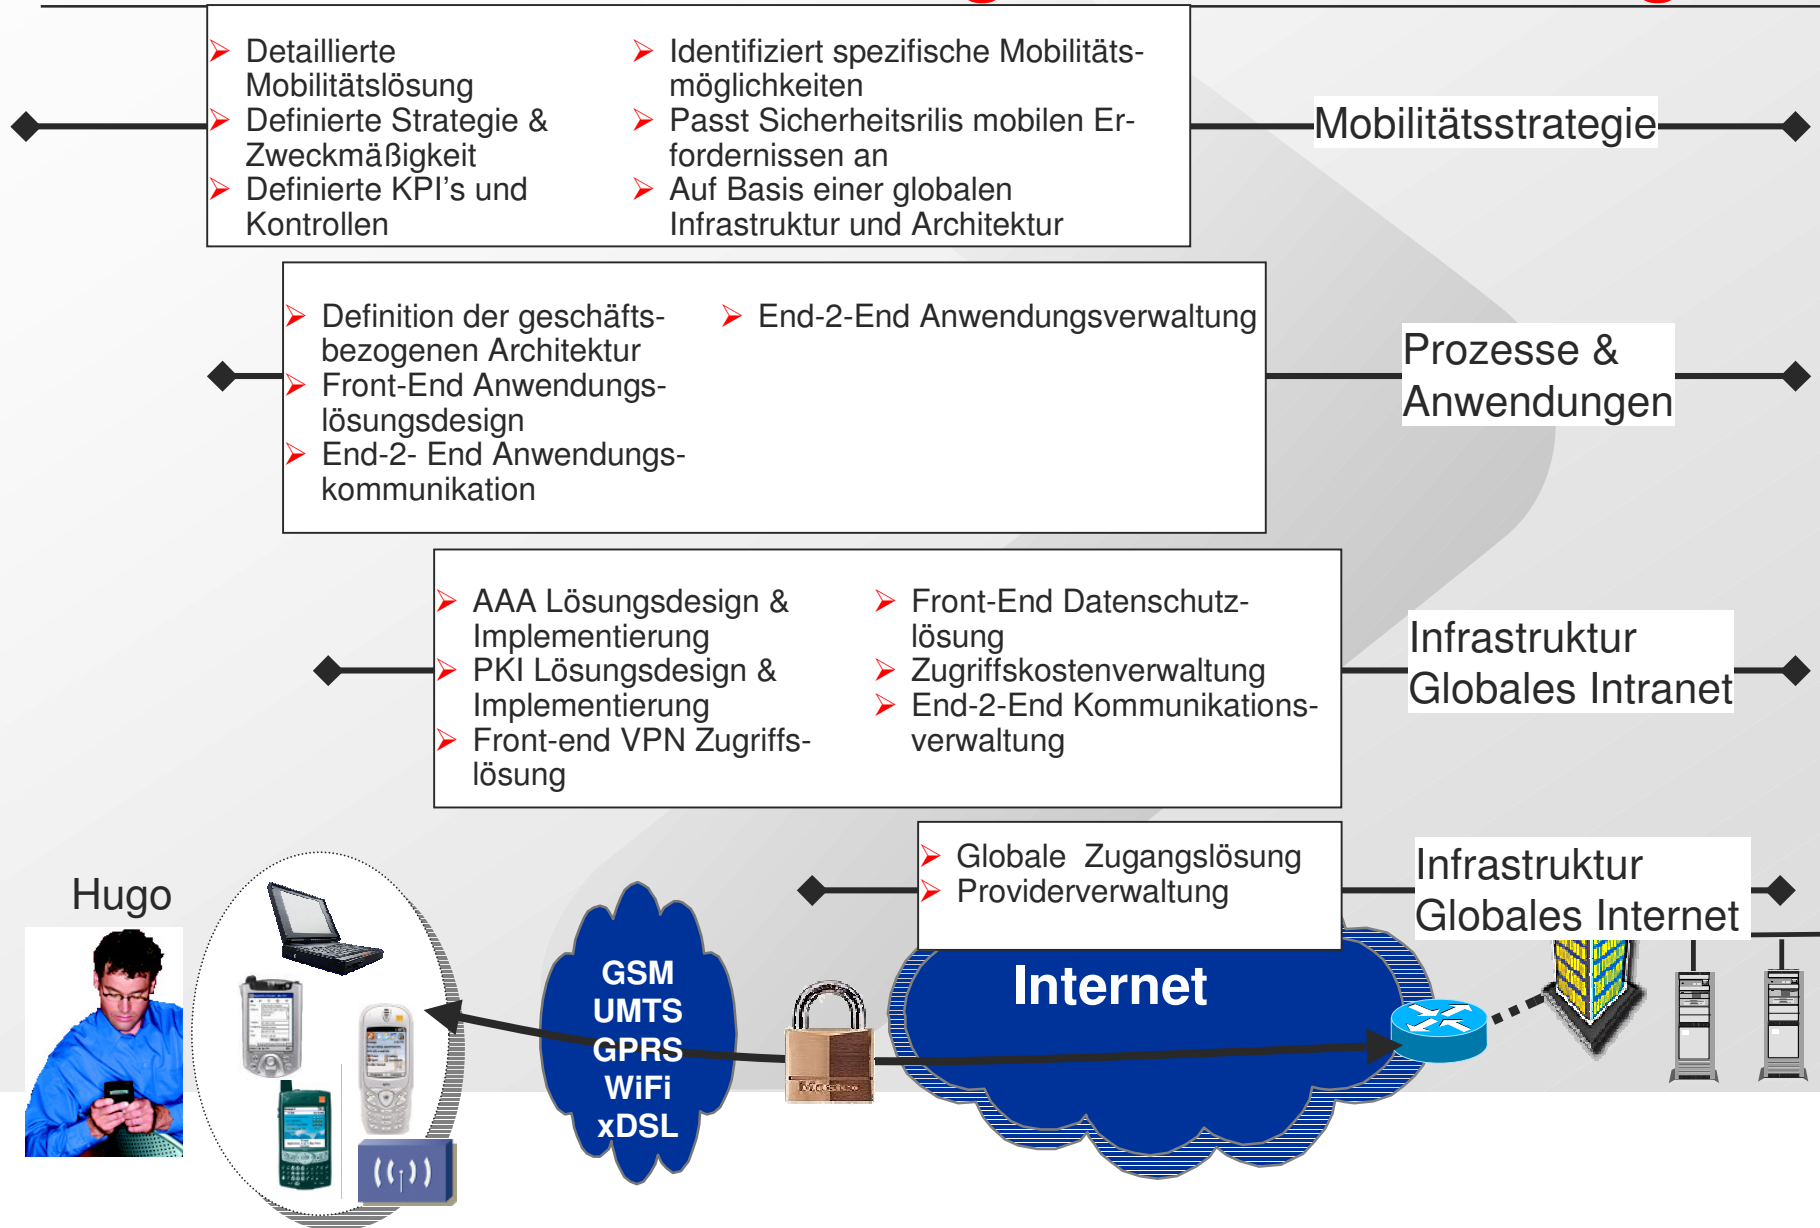 Detaillierte
Mobilitätslösung
Definierte Strategie &
Zweckmäßigkeit
Definierte KPI's und
Kontrollen
Identifiziert spezifische Mobilitäts-
möglichkeiten
Passt Sicherheitsrilis mobilen Er-
fordernissen an
Auf Basis einer globalen
Infrastruktur und Architektur
Mobilitätsstrategie
Definition der geschäfts-
bezogenen Architektur
Front-End Anwendungs-
lösungsdesign
End-2- End Anwendungs-
kommunikation
End-2-End Anwendungsverwaltung
Prozesse &
Anwendungen
AAA Lösungsdesign &
Implementierung
PKI Lösungsdesign &
Implementierung
Front-end VPN Zugriffs-
lösung
Front-End Datenschutz-
lösung
Zugriffskostenverwaltung
End-2-End Kommunikations-
verwaltung
Infrastruktur
Globales Intranet
Globale Zugangslösung
Providerverwaltung
Infrastruktur
Globales Internet
Hugo
GSM
UMTS
GPRS
WiFi
xDSL
Internet
Master